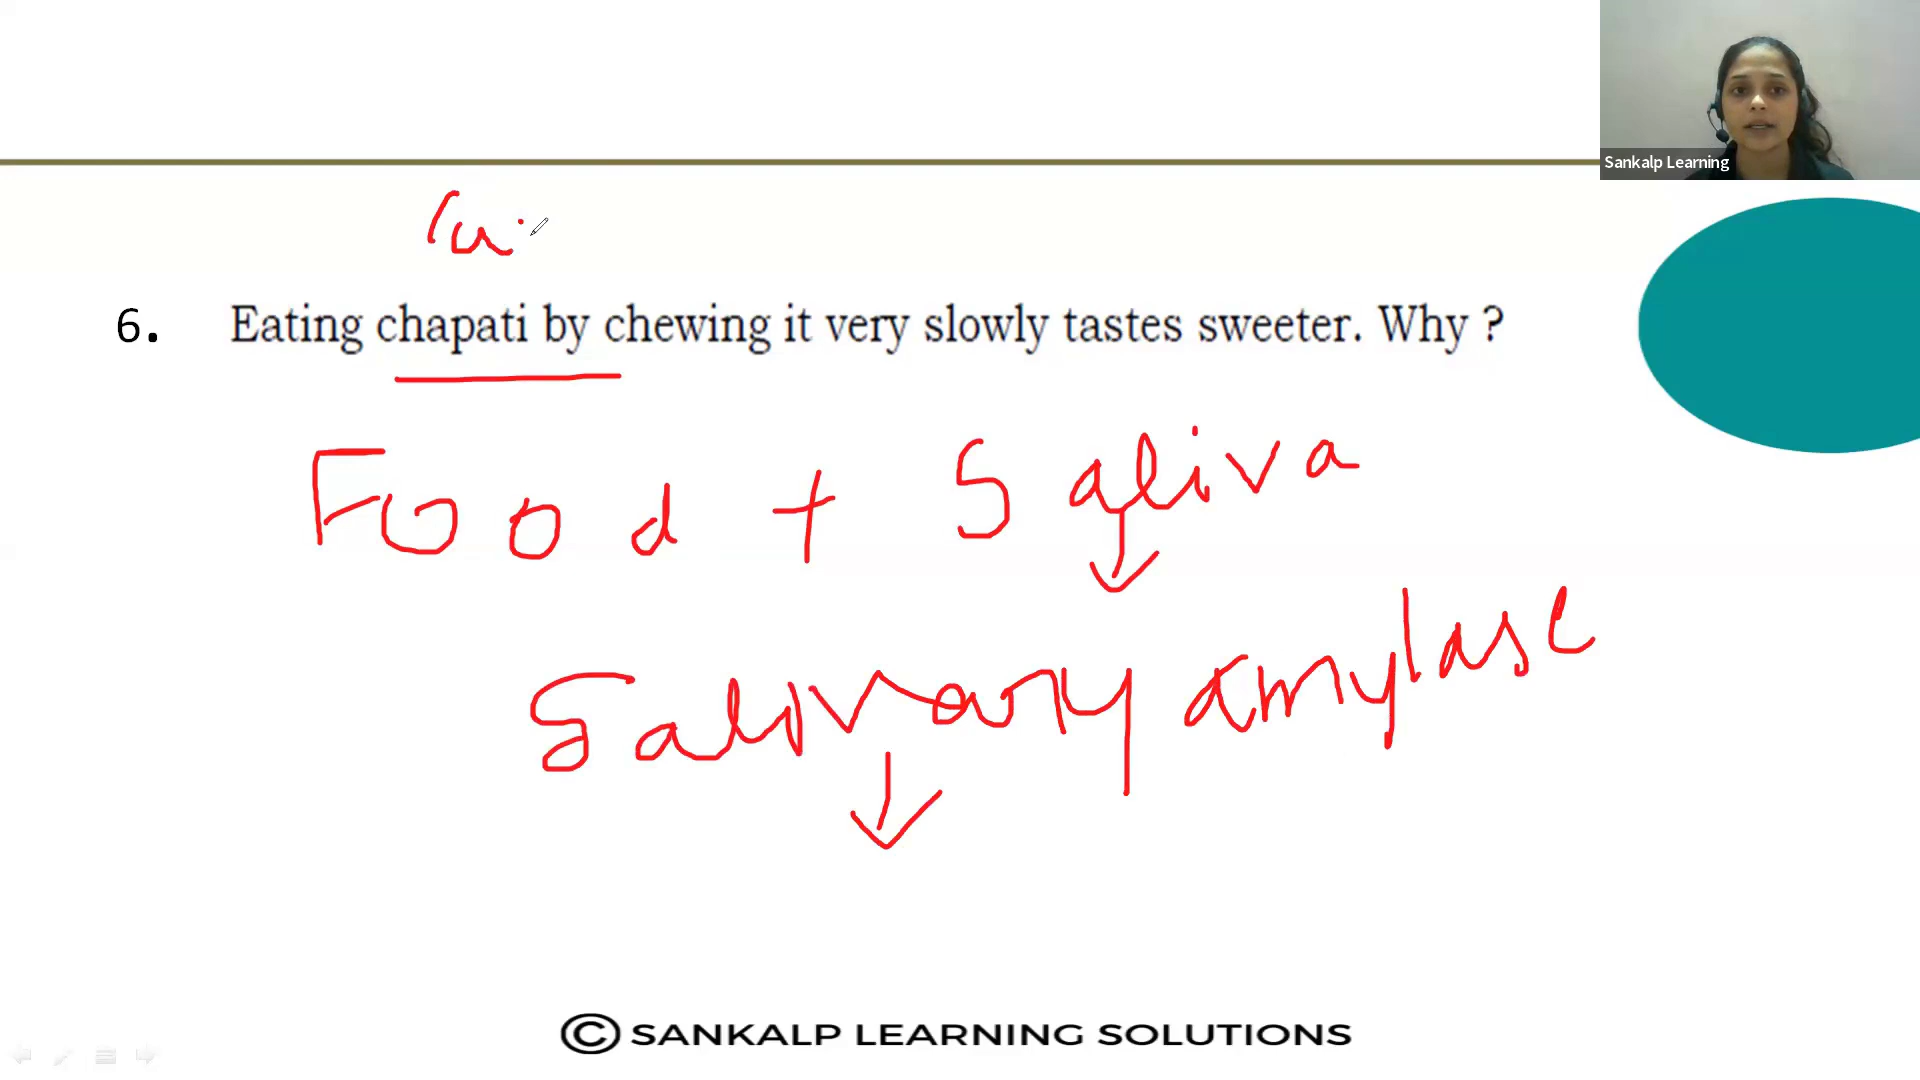 Sankalp Learning
6. Eating chapati by chewing it very slowly tastes sweeter. Why ?
Food + Saliva
Salivary amylase
© SANKALP LEARNING SOLUTIONS